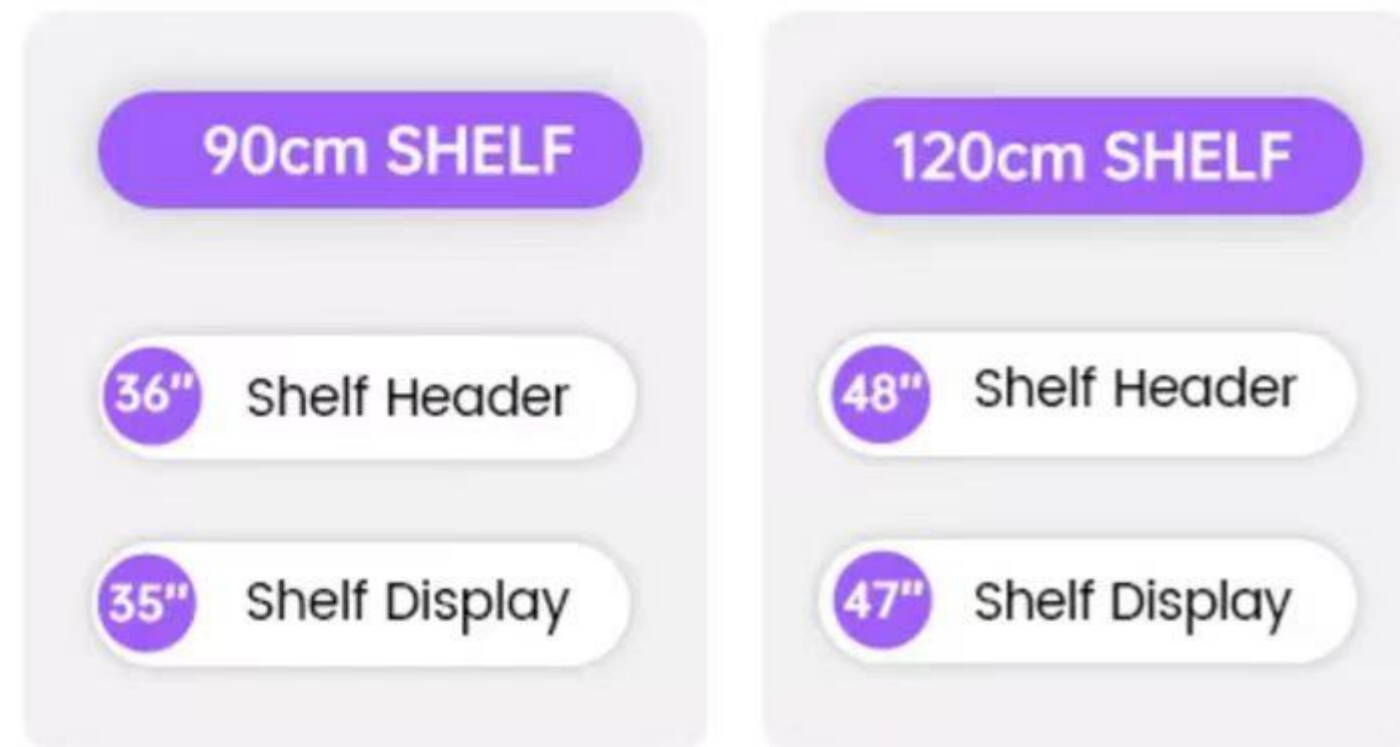 90cm SHELF
36" Shelf Header
35" Shelf Display
120cm SHELF
48" Shelf Header
47" Shelf Display